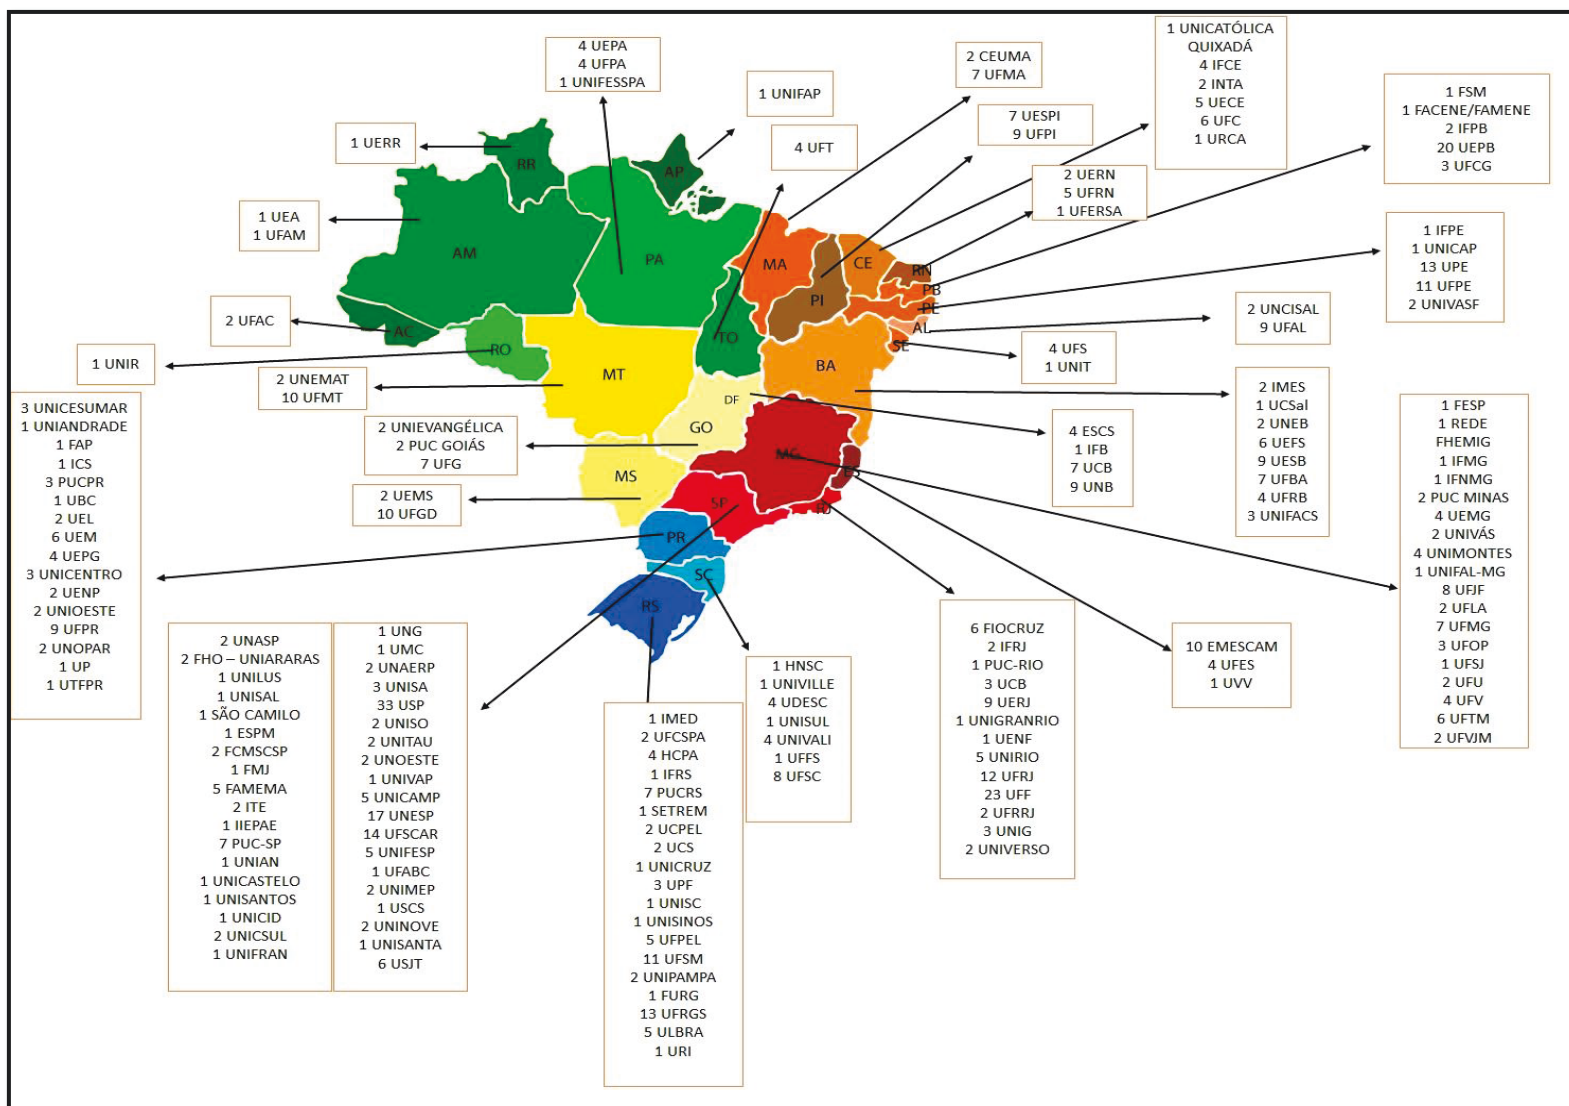 4 UEPA
4 UFPA
1 UNIFESSPA
1 UNIFAP
2 CEUMA
7 UFMA
1 UNICATÓLICA
QUIXADÁ
4 IFCE
2 INTA
5 UECE
6 UFC
1 URCA
1 FSM
1 FACENE/FAMENE
2 IFPB
20 UEPB
3 UFCG
1 UERR
4 UFT
7 UESPI
9 UFPI
2 UERN
5 UFRN
1 UFERSA
1 UEA
1 UFAM
1 IFPE
1 UNICAP
13 UPE
11 UFPE
2 UNIVASF
2 UFAC
2 UNCISAL
9 UFAL
1 UNIR
4 UFS
1 UNIT
2 UNEMAT
10 UFMT
2 IMES
1 UCSal
2 UNEB
6 UEFS
9 UESB
7 UFBA
4 UFRB
3 UNIFACS
2 UNIEVANGÉLICA
2 PUC GOIÁS
7 UFG
4 ESCS
1 IFB
7 UCB
9 UNB
2 UEMS
10 UFGD
RR
AP
AM
PA
MA
CE
RN
PB
PE
AL
SE
PI
AC
RO
TO
BA
MT
DF
GO
MG
ES
MS
SP
RJ
PR
SC
RS
3 UNICESUMAR
1 UNIANDRADE
1 FAP
1 ICS
3 PUCPR
1 UBC
2 UEL
6 UEM
4 UEPG
3 UNICENTRO
2 UENP
2 UNIOESTE
9 UFPR
2 UNOPAR
1 UP
1 UTFPR
1 FESP
1 REDE
FHEMIG
1 IFMG
1 IFNMG
2 PUC MINAS
4 UEMG
2 UNIVÁS
4 UNIMONTES
1 UNIFAL-MG
8 UFJF
2 UFLA
7 UFMG
3 UFOP
1 UFSJ
2 UFU
4 UFV
6 UFTM
2 UFVJM
2 UNASP
2 FHO – UNIARARAS
1 UNILUS
1 UNISAL
1 SÃO CAMILO
1 ESPM
2 FCMSCSP
1 FMJ
5 FAMEMA
2 ITE
1 IIEPAE
7 PUC-SP
1 UNIAN
1 UNICASTELO
1 UNISANTOS
1 UNICID
2 UNICSUL
1 UNIFRAN
1 UNG
1 UMC
2 UNAERP
3 UNISA
33 USP
2 UNISO
2 UNITAU
2 UNOESTE
1 UNIVAP
5 UNICAMP
17 UNESP
14 UFSCAR
5 UNIFESP
1 UFABC
2 UNIMEP
1 USCS
2 UNINOVE
1 UNISANTA
6 USJT
1 IMED
2 UFCSPA
4 HCPA
1 IFRS
7 PUCRS
1 SETREM
2 UCPEL
2 UCS
1 UNICRUZ
3 UPF
1 UNISC
1 UNISINOS
5 UFPEL
11 UFSM
2 UNIPAMPA
1 FURG
13 UFRGS
5 ULBRA
1 URI
1 HNSC
1 UNIVILLE
4 UDESC
1 UNISUL
4 UNIVALI
1 UFFS
8 UFSC
6 FIOCRUZ
2 IFRJ
1 PUC-RIO
3 UCB
9 UERJ
1 UNIGRANRIO
1 UENF
5 UNIRIO
12 UFRJ
23 UFF
2 UFRRJ
3 UNIG
2 UNIVERSO
10 EMESCAM
4 UFES
1 UVV